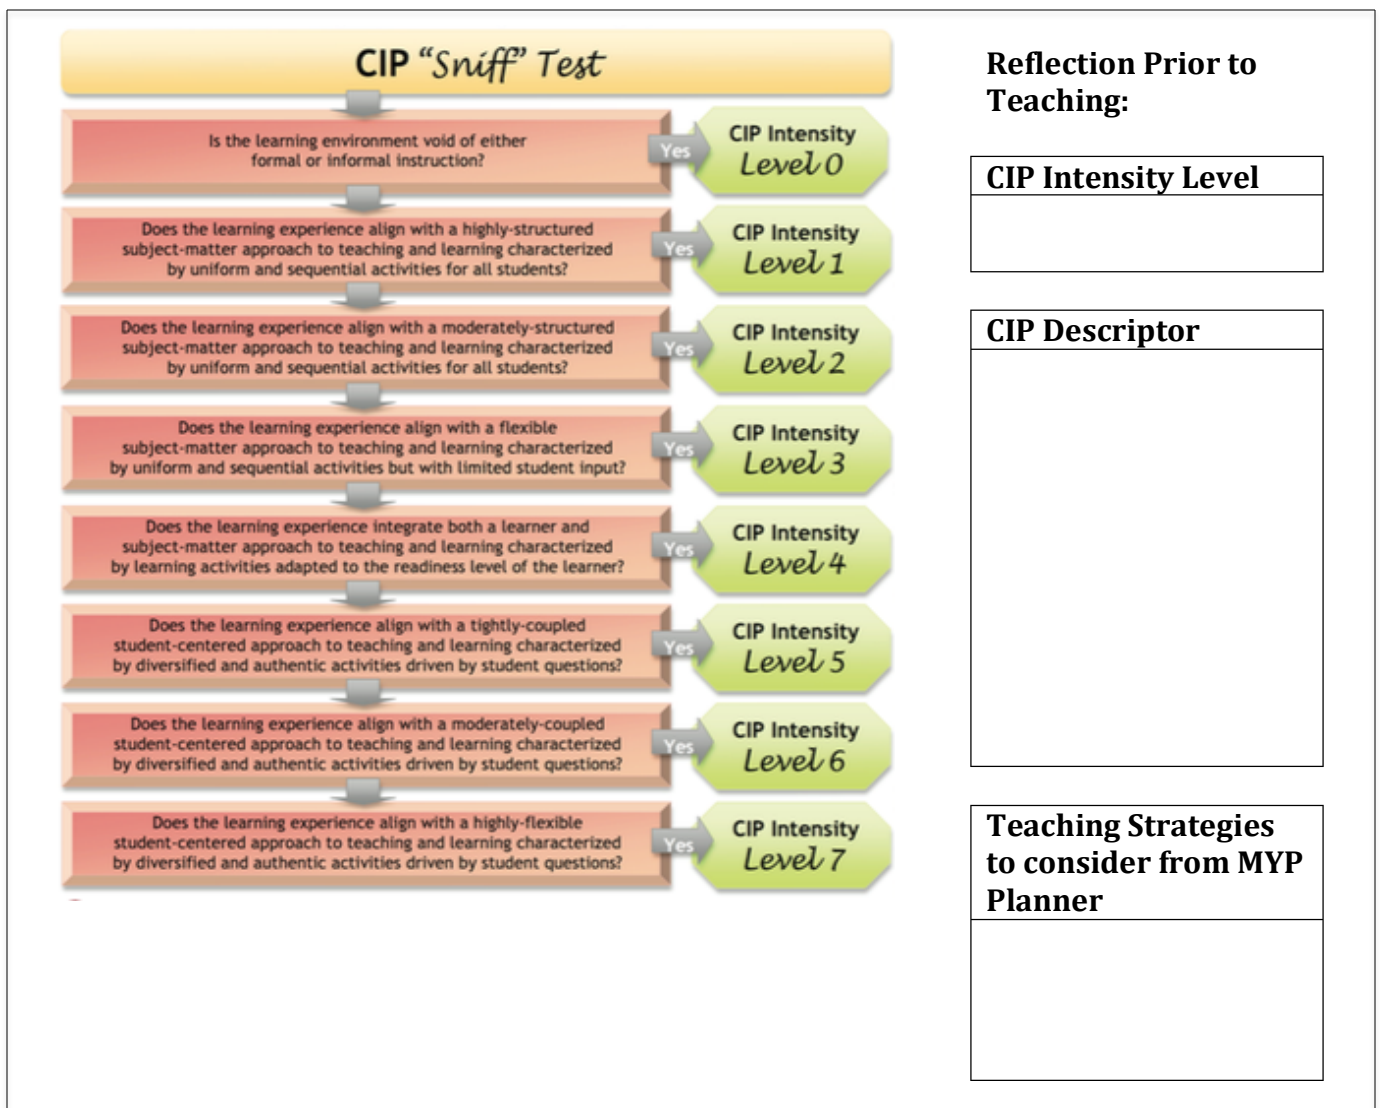 CIP “Sniff” Test
Is the learning environment void of either
formal or informal instruction?
Yes
CIP Intensity
Level 0
Does the learning experience align with a highly-structured
subject-matter approach to teaching and learning characterized
by uniform and sequential activities for all students?
Yes
CIP Intensity
Level 1
Does the learning experience align with a moderately-structured
subject-matter approach to teaching and learning characterized
by uniform and sequential activities for all students?
Yes
CIP Intensity
Level 2
Does the learning experience align with a flexible
subject-matter approach to teaching and learning characterized
by uniform and sequential activities but with limited student input?
Yes
CIP Intensity
Level 3
Does the learning experience integrate both a learner and
subject-matter approach to teaching and learning characterized
by learning activities adapted to the readiness level of the learner?
Yes
CIP Intensity
Level 4
Does the learning experience align with a tightly-coupled
student-centered approach to teaching and learning characterized
by diversified and authentic activities driven by student questions?
Yes
CIP Intensity
Level 5
Does the learning experience align with a moderately-coupled
student-centered approach to teaching and learning characterized
by diversified and authentic activities driven by student questions?
Yes
CIP Intensity
Level 6
Does the learning experience align with a highly-flexible
student-centered approach to teaching and learning characterized
by diversified and authentic activities driven by student questions?
Yes
CIP Intensity
Level 7
Reflection Prior to
Teaching:
CIP Intensity Level
CIP Descriptor
Teaching Strategies
to consider from MYP
Planner